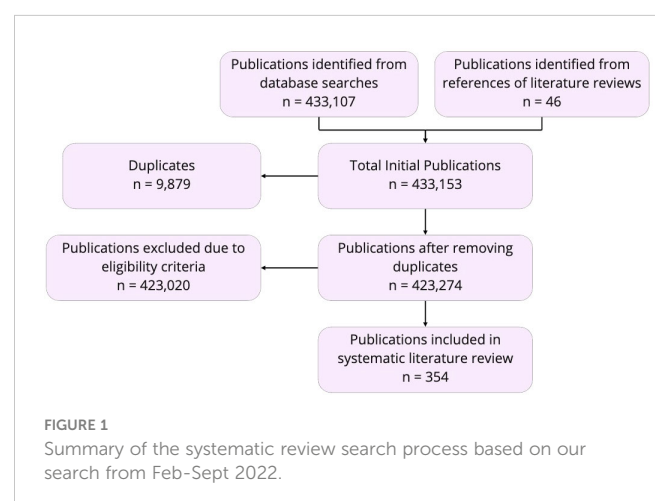 Publications identified from
database searches
n = 433,107
Publications identified from
references of literature reviews
n = 46
Duplicates
n = 9,879
Total Initial Publications
n = 433,153
Publications excluded due to
eligibility criteria
n = 423,020
Publications after removing
duplicates
n = 423,274
Publications included in
systematic literature review
n = 354
FIGURE 1
Summary of the systematic review search process based on our
search from Feb-Sept 2022.